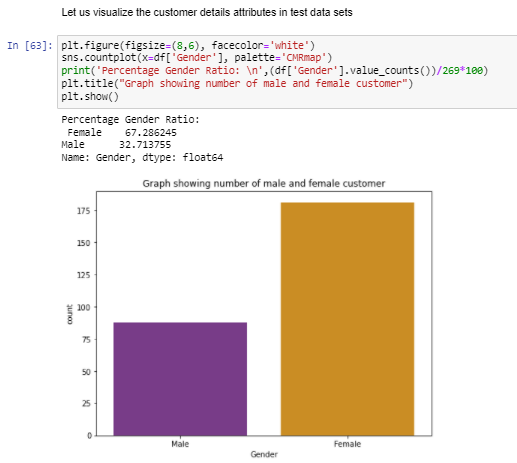 Let us visualize the customer details attributes in test data sets
In [63]: plt.figure(figsize=(8,6), facecolor='white')
sns.countplot(x=df['Gender'], palette='CMRmap')
print('Percentage Gender Ratio: \n',(df['Gender'].value_counts())/269*100)
plt.title("Graph showing number of male and female customer")
plt.show()
Percentage Gender Ratio:
Female    67.286245
Male      32.713755
Name: Gender, dtype: float64
Graph showing number of male and female customer
175
150
125
100
count
75
50
25
0
Male Female
Gender